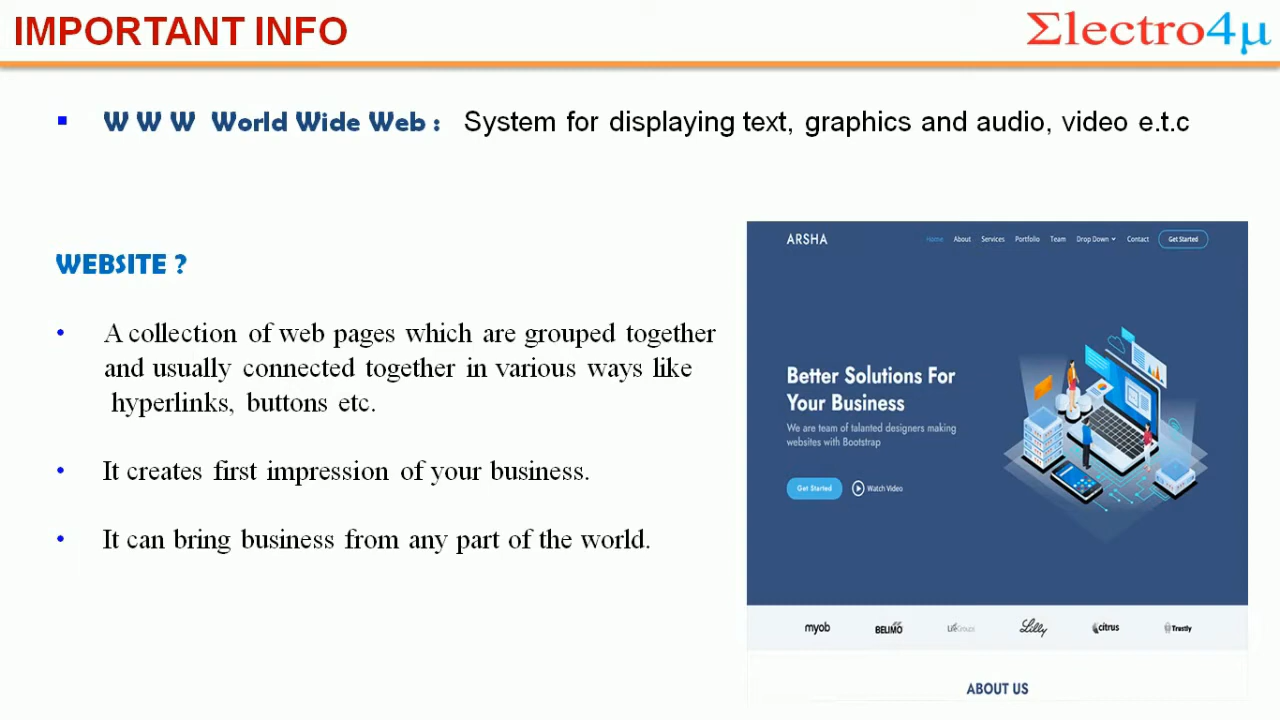 IMPORTANT INFO
Σlectro4μ
W W W World Wide Web : System for displaying text, graphics and audio, video e.t.c
WEBSITE ?
• A collection of web pages which are grouped together
and usually connected together in various ways like
hyperlinks, buttons etc.
• It creates first impression of your business.
• It can bring business from any part of the world.
ARSHA Home About Services Portfolio Team Drop Down Contact Get Started
Better Solutions For
Your Business
We are team of talanted designers making
websites with Bootstrap
Get Started Watch Video
myob BELIMO LifeGroups Lilly citrus Trustly
ABOUT US